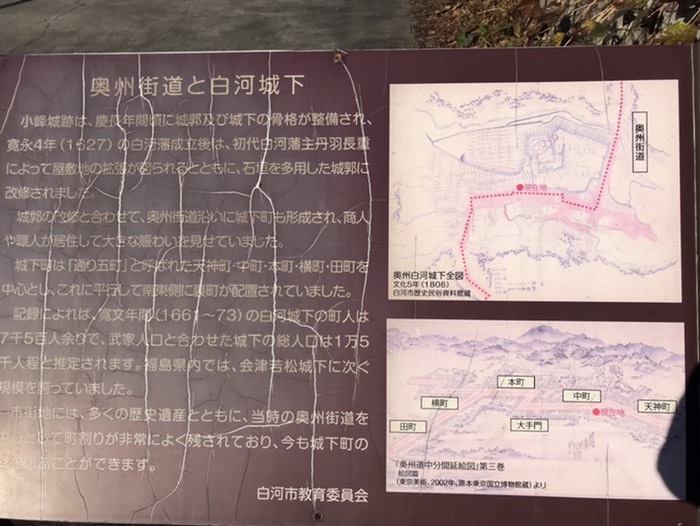 奥州街道と白河城下
小峰城跡は、慶長年間頃に城郭及び城下の骨格が整備され、
寛永4年(1627)の白河藩成立後は、初代白河藩主丹羽長重
によって屋敷地の拡張が図られるとともに、石垣を多用した城郭に
改修されました。
城郭の改修と合わせて、奥州街道沿いに城下町も形成され、商人
や職人が居住して大きな賑わいを見せていました。
城下町は「通り五町」と呼ばれた天神町・中町・本町・横町・田町を
中心とし、これに平行して南東側に裏町が配置されていました。
記録によれば、寛文年間(1661~73)の白河城下の町人は
7千5百人余りで、武家人口と合わせた城下の総人口は1万5
千人程と推定されます。福島県内では、会津若松城下に次ぐ
規模を誇っていました。
市街地には、多くの歴史遺産とともに、当時の奥州街道を
中心として町割りが非常によく残されており、今も城下町の
ことができます。
白河市教育委員会
奥州街道
現在地
奥州白河城下全図
文化5年(1808)
白河市歴史民俗資料館蔵
本町
横町
中町
天神町
現在地
田町
大手門
『奥州道中分間延絵図』第三巻
絵図篇
(東京美術、2002年、原本東京国立博物館蔵)より